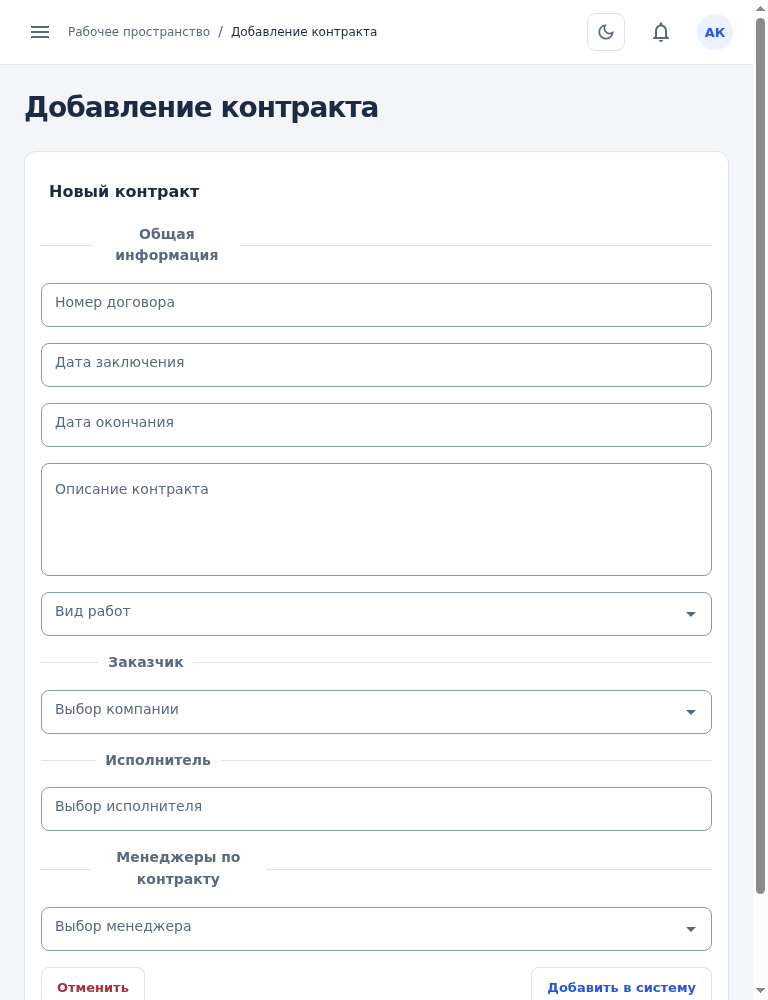 Рабочее пространство / Добавление контракта
АК
Добавление контракта
Новый контракт
Общая
информация
Номер договора
Дата заключения
Дата окончания
Описание контракта
Вид работ
Заказчик
Выбор компании
Исполнитель
Выбор исполнителя
Менеджеры по
контракту
Выбор менеджера
Отменить
Добавить в систему